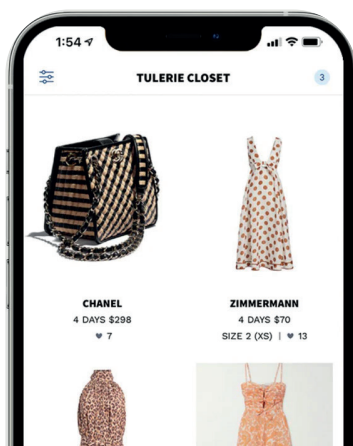 1:54
TULERIE CLOSET
3
CHANEL
4 DAYS $298
7
ZIMMERMANN
4 DAYS $70
SIZE 2 (XS) | 13